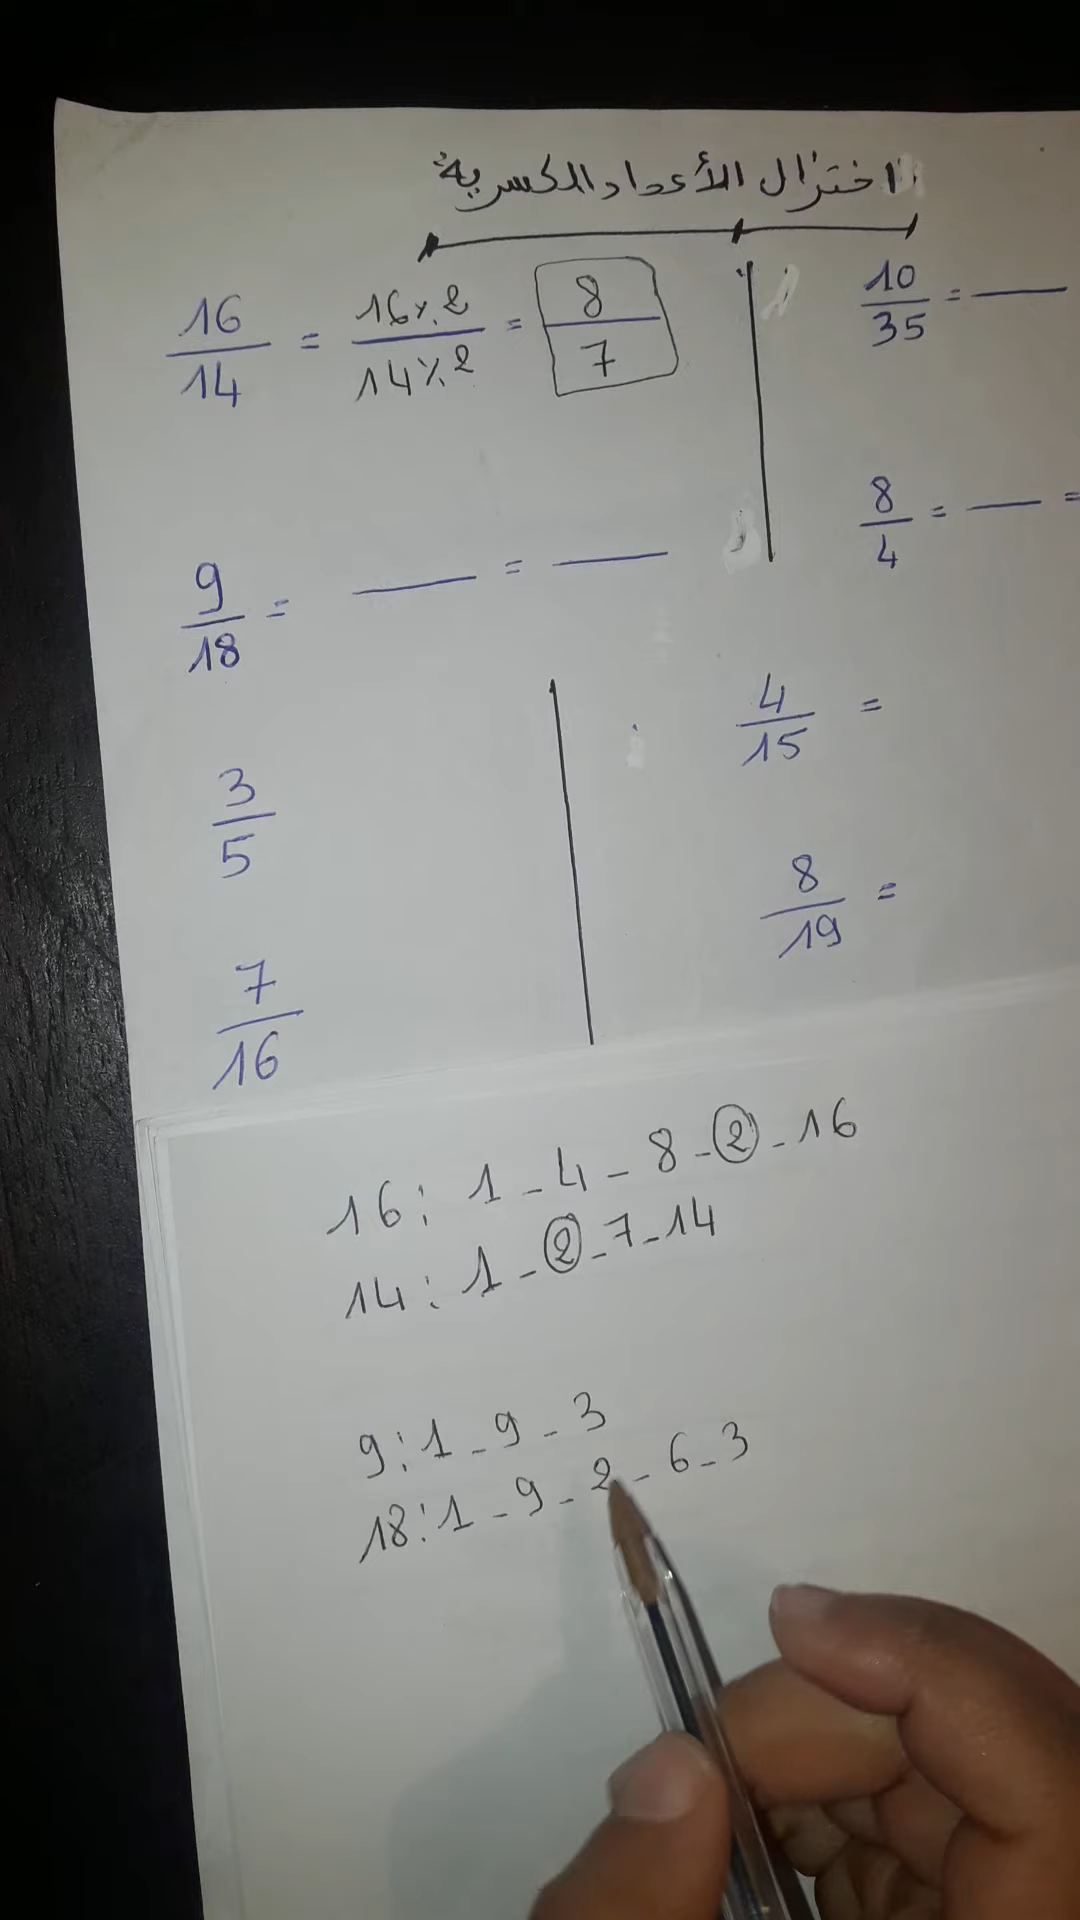 اختزال الأعداد الكسرية
16/14 = 16٪2/14٪2 = 8/7
10/35 =
8/4 = =
9/18 = =
4/15 =
3/5
8/19 =
7/16
16: 1 - 4 - 8 - 2 - 16
14: 1 - 2 - 7 - 14
9: 1 - 9 - 3
18: 1 - 9 - 2 - 6 - 3